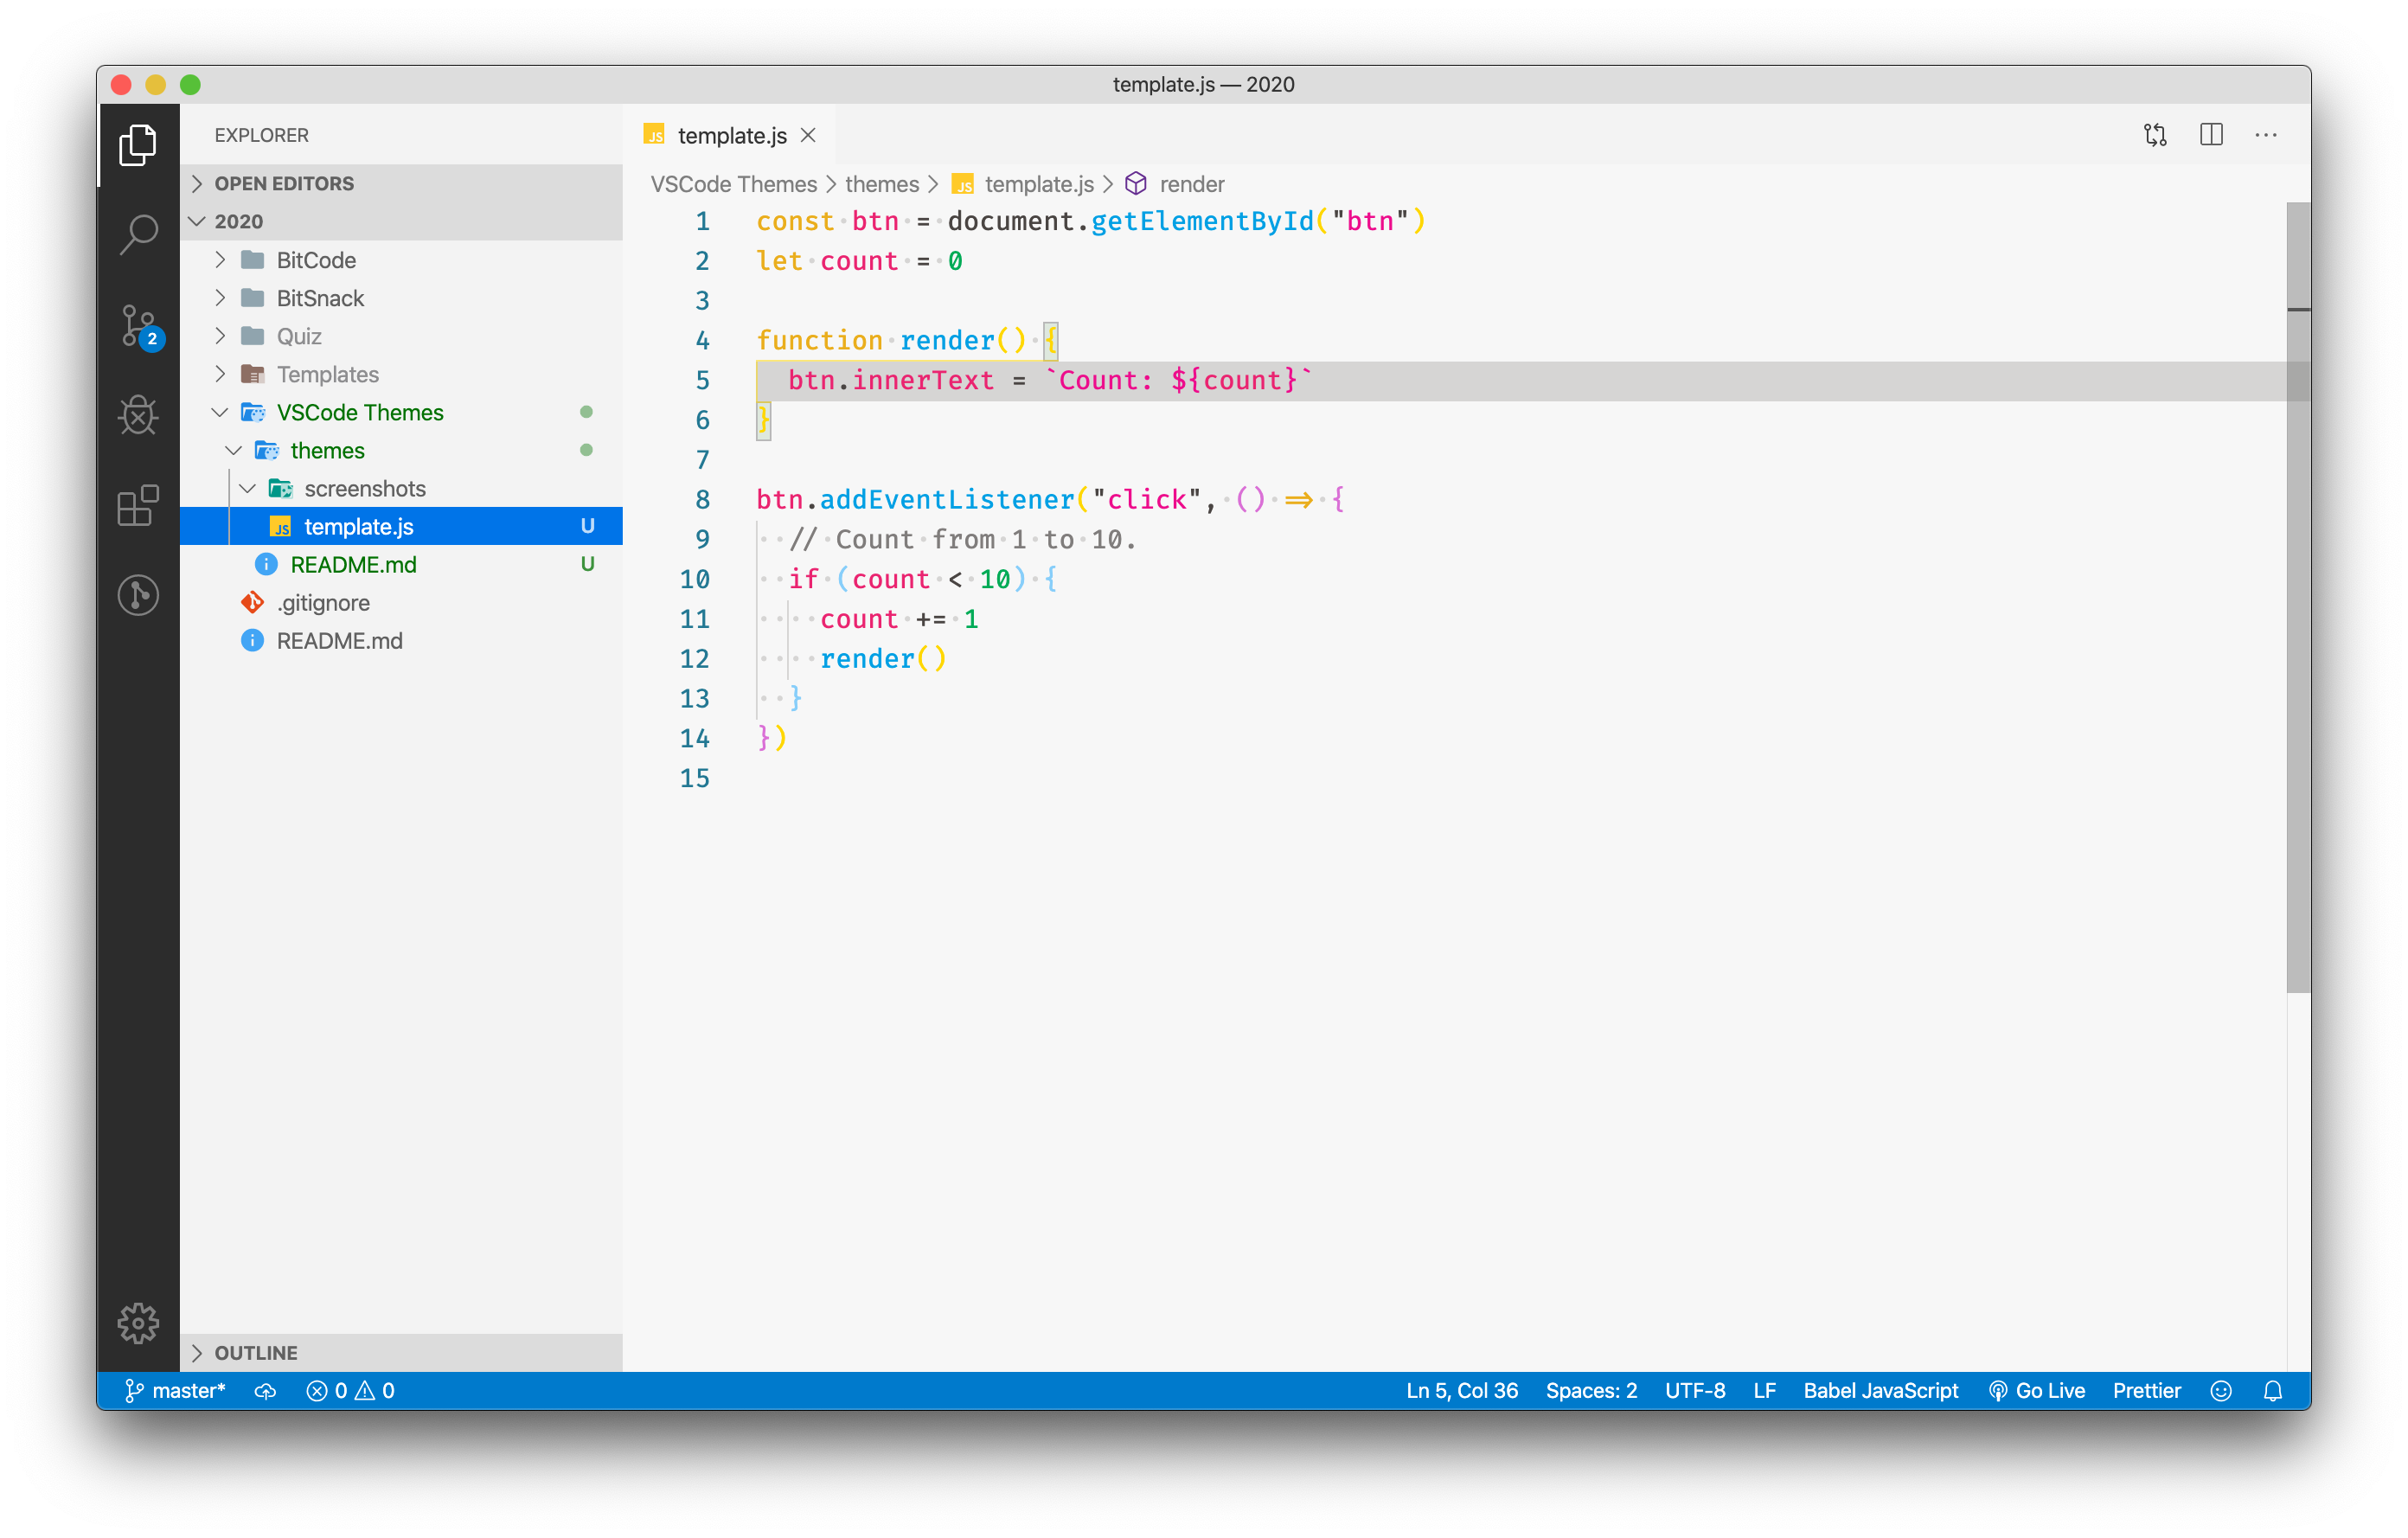 template.js — 2020
EXPLORER
OPEN EDITORS
2020
BitCode
BitSnack
Quiz
Templates
VSCode Themes
themes
screenshots
JS template.js U
README.md U
.gitignore
README.md
OUTLINE
2
JS template.js
VSCode Themes > themes > JS template.js > render
1 const btn = document.getElementById("btn")
2 let count = 0
3
4 function render() {
5   btn.innerText = `Count: ${count}`
6 }
7
8 btn.addEventListener("click", () => {
9   // Count from 1 to 10.
10   if (count < 10) {
11     count += 1
12     render()
13   }
14 })
15
master* 0 0 Ln 5, Col 36 Spaces: 2 UTF-8 LF Babel JavaScript Go Live Prettier